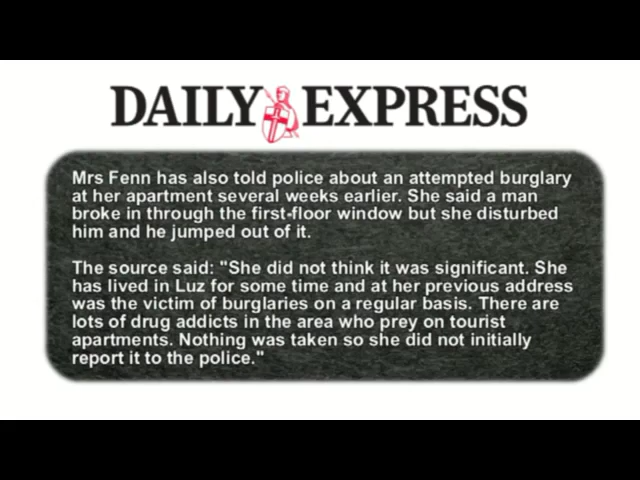 DAILY EXPRESS
Mrs Fenn has also told police about an attempted burglary
at her apartment several weeks earlier. She said a man
broke in through the first-floor window but she disturbed
him and he jumped out of it.
The source said: "She did not think it was significant. She
has lived in Luz for some time and at her previous address
was the victim of burglaries on a regular basis. There are
lots of drug addicts in the area who prey on tourist
apartments. Nothing was taken so she did not initially
report it to the police."